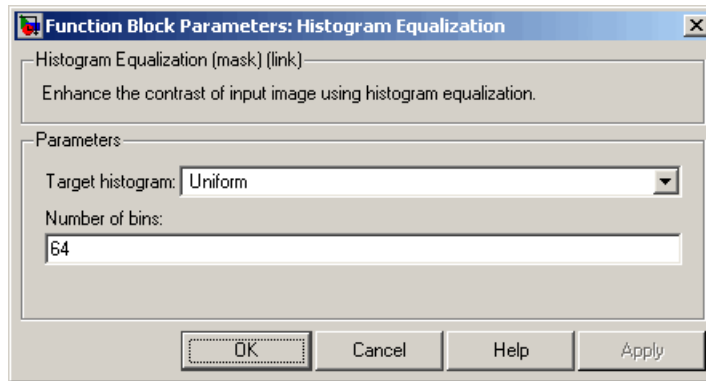 Function Block Parameters: Histogram Equalization
Histogram Equalization (mask) (link)
Enhance the contrast of input image using histogram equalization.
Parameters
Target histogram: Uniform
Number of bins:
64
OK Cancel Help Apply